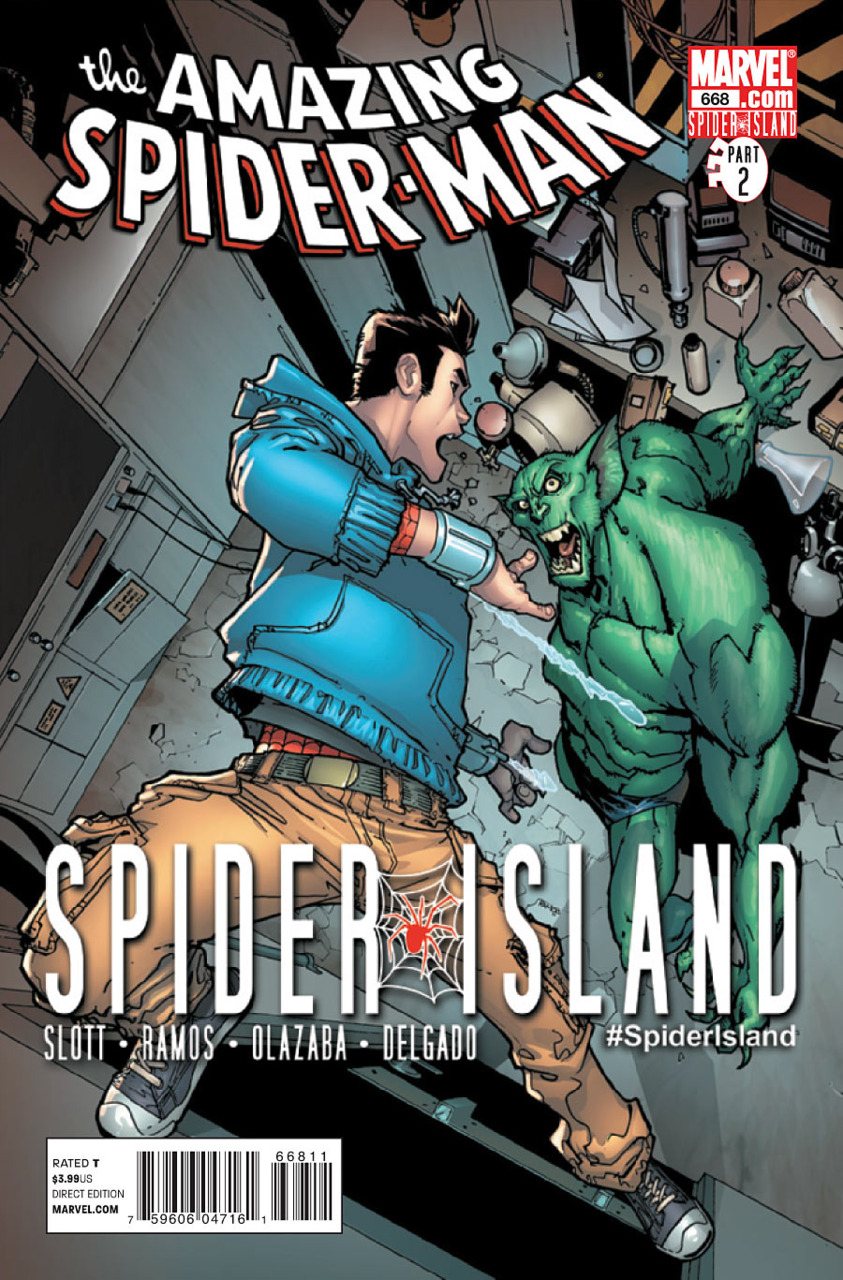 the AMAZING
SPIDER-MAN
MARVEL®
668 .com
SPIDER ISLAND
PART
2
SPIDER ISLAND
SLOTT • RAMOS • OLAZABA • DELGADO
#SpiderIsland
RATED T
$3.99US
DIRECT EDITION
MARVEL.COM
66811
7 59606 04716 1